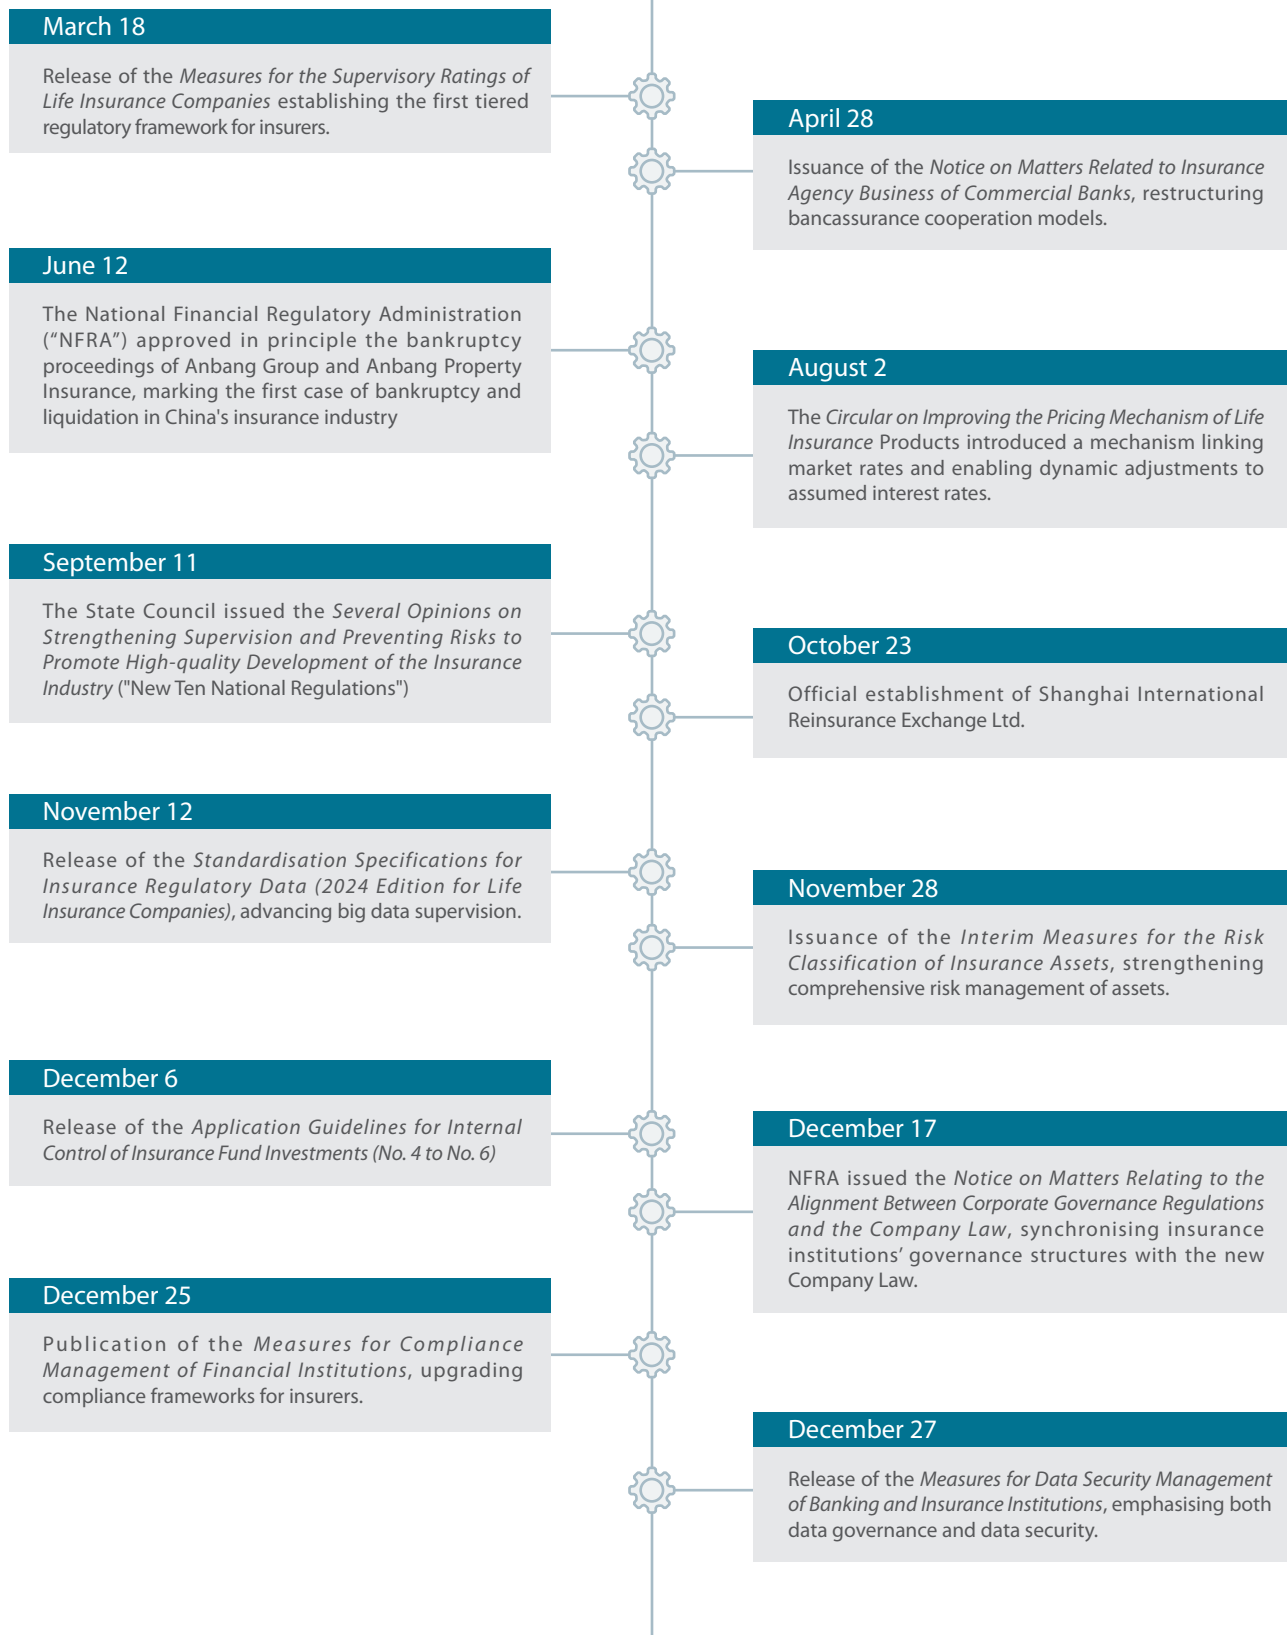 March 18
Release of the Measures for the Supervisory Ratings of
Life Insurance Companies establishing the first tiered
regulatory framework for insurers.
April 28
Issuance of the Notice on Matters Related to Insurance
Agency Business of Commercial Banks, restructuring
bancassurance cooperation models.
June 12
The National Financial Regulatory Administration
(“NFRA”) approved in principle the bankruptcy
proceedings of Anbang Group and Anbang Property
Insurance, marking the first case of bankruptcy and
liquidation in China's insurance industry
August 2
The Circular on Improving the Pricing Mechanism of Life
Insurance Products introduced a mechanism linking
market rates and enabling dynamic adjustments to
assumed interest rates.
September 11
The State Council issued the Several Opinions on
Strengthening Supervision and Preventing Risks to
Promote High-quality Development of the Insurance
Industry ("New Ten National Regulations")
October 23
Official establishment of Shanghai International
Reinsurance Exchange Ltd.
November 12
Release of the Standardisation Specifications for
Insurance Regulatory Data (2024 Edition for Life
Insurance Companies), advancing big data supervision.
November 28
Issuance of the Interim Measures for the Risk
Classification of Insurance Assets, strengthening
comprehensive risk management of assets.
December 6
Release of the Application Guidelines for Internal
Control of Insurance Fund Investments (No. 4 to No. 6)
December 17
NFRA issued the Notice on Matters Relating to the
Alignment Between Corporate Governance Regulations
and the Company Law, synchronising insurance
institutions’ governance structures with the new
Company Law.
December 25
Publication of the Measures for Compliance
Management of Financial Institutions, upgrading
compliance frameworks for insurers.
December 27
Release of the Measures for Data Security Management
of Banking and Insurance Institutions, emphasising both
data governance and data security.